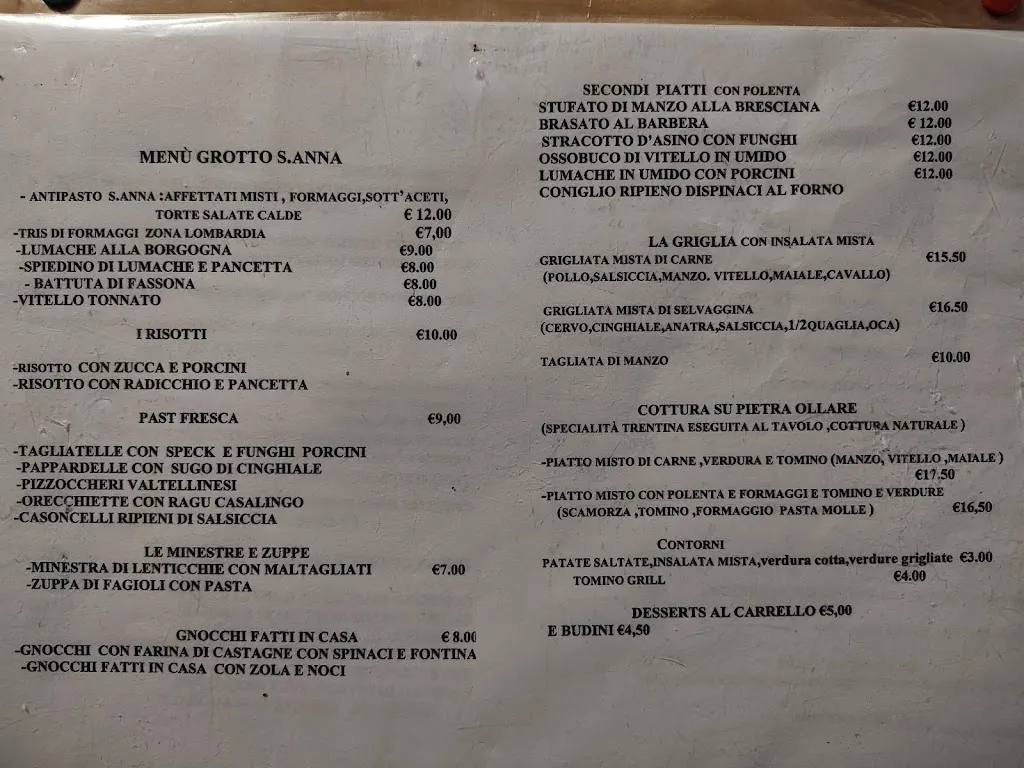 MENÙ GROTTO S.ANNA
- ANTIPASTO S.ANNA :AFFETTATI MISTI , FORMAGGI,SOTT'ACETI,
TORTE SALATE CALDE € 12.00
-TRIS DI FORMAGGI ZONA LOMBARDIA €7,00
-LUMACHE ALLA BORGOGNA €9.00
-SPIEDINO DI LUMACHE E PANCETTA €8.00
- BATTUTA DI FASSONA €8.00
-VITELLO TONNATO €8.00
I RISOTTI €10.00
-RISOTTO CON ZUCCA E PORCINI
-RISOTTO CON RADICCHIO E PANCETTA
PAST FRESCA €9,00
-TAGLIATELLE CON SPECK E FUNGHI PORCINI
-PAPPARDELLE CON SUGO DI CINGHIALE
-PIZZOCCHERI VALTELLINESI
-ORECCHIETTE CON RAGU CASALINGO
-CASONCELLI RIPIENI DI SALSICCIA
LE MINESTRE E ZUPPE
-MINESTRA DI LENTICCHIE CON MALTAGLIATI €7.00
-ZUPPA DI FAGIOLI CON PASTA
GNOCCHI FATTI IN CASA € 8.00
-GNOCCHI CON FARINA DI CASTAGNE CON SPINACI E FONTINA
-GNOCCHI FATTI IN CASA CON ZOLA E NOCI
SECONDI PIATTI CON POLENTA
STUFATO DI MANZO ALLA BRESCIANA €12.00
BRASATO AL BARBERA € 12.00
STRACOTTO D'ASINO CON FUNGHI €12.00
OSSOBUCO DI VITELLO IN UMIDO €12.00
LUMACHE IN UMIDO CON PORCINI €12.00
CONIGLIO RIPIENO DISPINACI AL FORNO
LA GRIGLIA CON INSALATA MISTA
GRIGLIATA MISTA DI CARNE €15.50
(POLLO,SALSICCIA,MANZO. VITELLO,MAIALE,CAVALLO)
GRIGLIATA MISTA DI SELVAGGINA €16.50
(CERVO,CINGHIALE,ANATRA,SALSICCIA,1/2QUAGLIA,OCA)
TAGLIATA DI MANZO €10.00
COTTURA SU PIETRA OLLARE
(SPECIALITÀ TRENTINA ESEGUITA AL TAVOLO ,COTTURA NATURALE )
-PIATTO MISTO DI CARNE ,VERDURA E TOMINO (MANZO, VITELLO ,MAIALE )
€17.50
-PIATTO MISTO CON POLENTA E FORMAGGI E TOMINO E VERDURE
(SCAMORZA ,TOMINO ,FORMAGGIO PASTA MOLLE ) €16,50
CONTORNI
PATATE SALTATE,INSALATA MISTA,verdura cotta,verdure grigliate €3.00
TOMINO GRILL €4.00
DESSERTS AL CARRELLO €5,00
E BUDINI €4,50